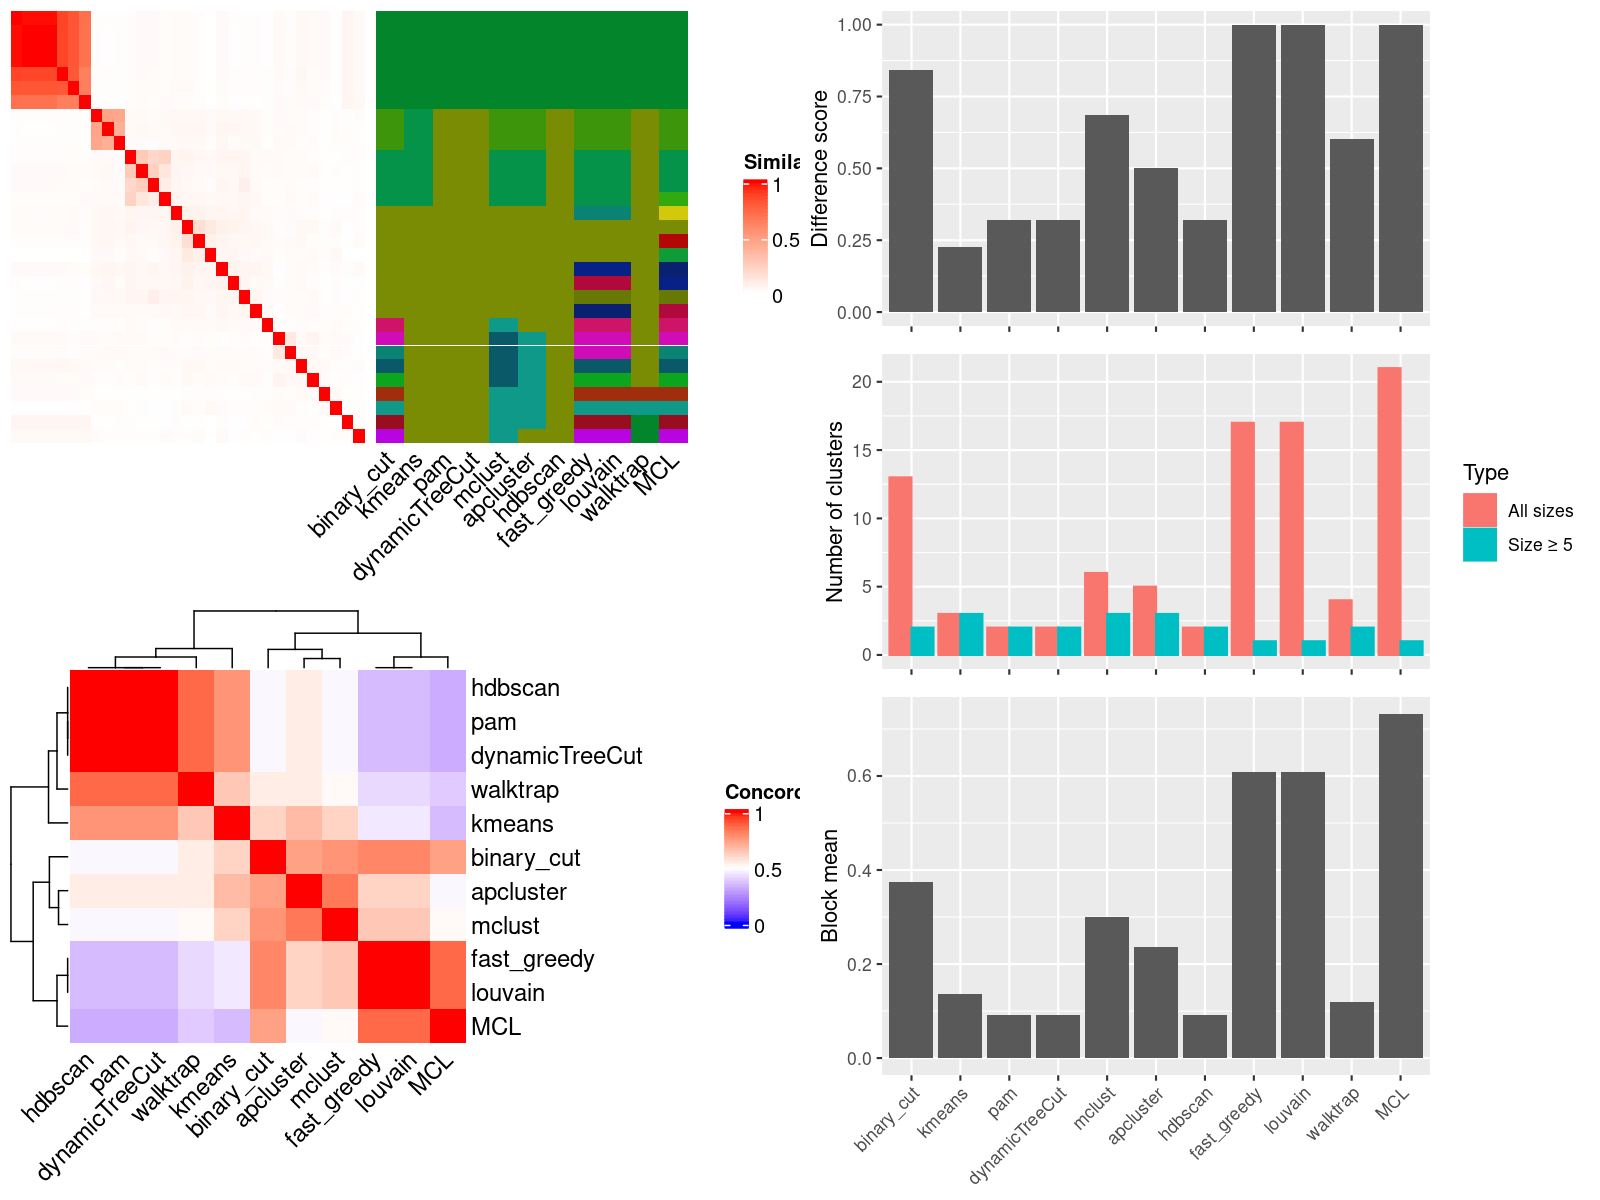 Simila
1
0.5
0
binary_cut
kmeans
pam
dynamicTreeCut
mclust
apcluster
hdbscan
fast_greedy
louvain
walktrap
MCL
hdbscan
pam
dynamicTreeCut
walktrap
kmeans
binary_cut
apcluster
mclust
fast_greedy
louvain
MCL
Concord
1
0.5
0
hdbscan
pam
dynamicTreeCut
walktrap
kmeans
binary_cut
apcluster
mclust
fast_greedy
louvain
MCL
Difference score
1.00
0.75
0.50
0.25
0.00
Number of clusters
20
15
10
5
0
Type
All sizes
Size ≥ 5
Block mean
0.6
0.4
0.2
0.0
binary_cut
kmeans
pam
dynamicTreeCut
mclust
apcluster
hdbscan
fast_greedy
louvain
walktrap
MCL